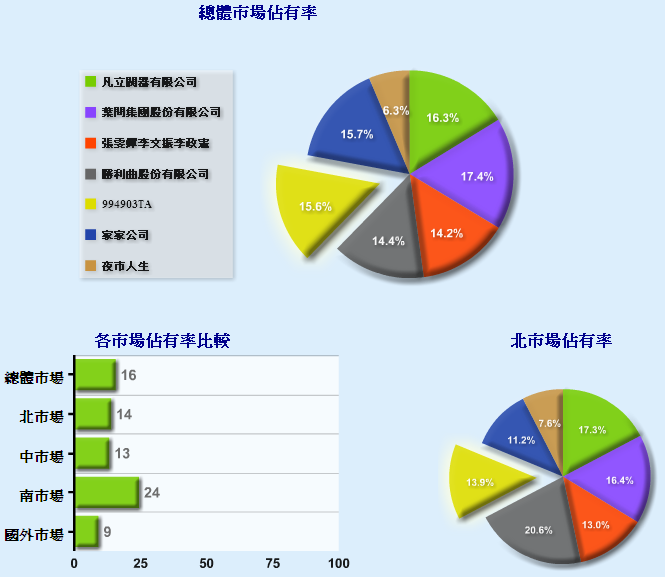 總體市場佔有率
凡立闕器有限公司
葉問集團股份有限公司
張雯嬋李文振李政憲
勝利曲股份有限公司
994903TA
家家公司
夜市人生
16.3%
17.4%
14.2%
14.4%
15.6%
15.7%
6.3%
各市場佔有率比較
總體市場 16
北市場 14
中市場 13
南市場 24
國外市場 9
0 25 50 75 100
北市場佔有率
17.3%
16.4%
13.0%
20.6%
13.9%
11.2%
7.6%